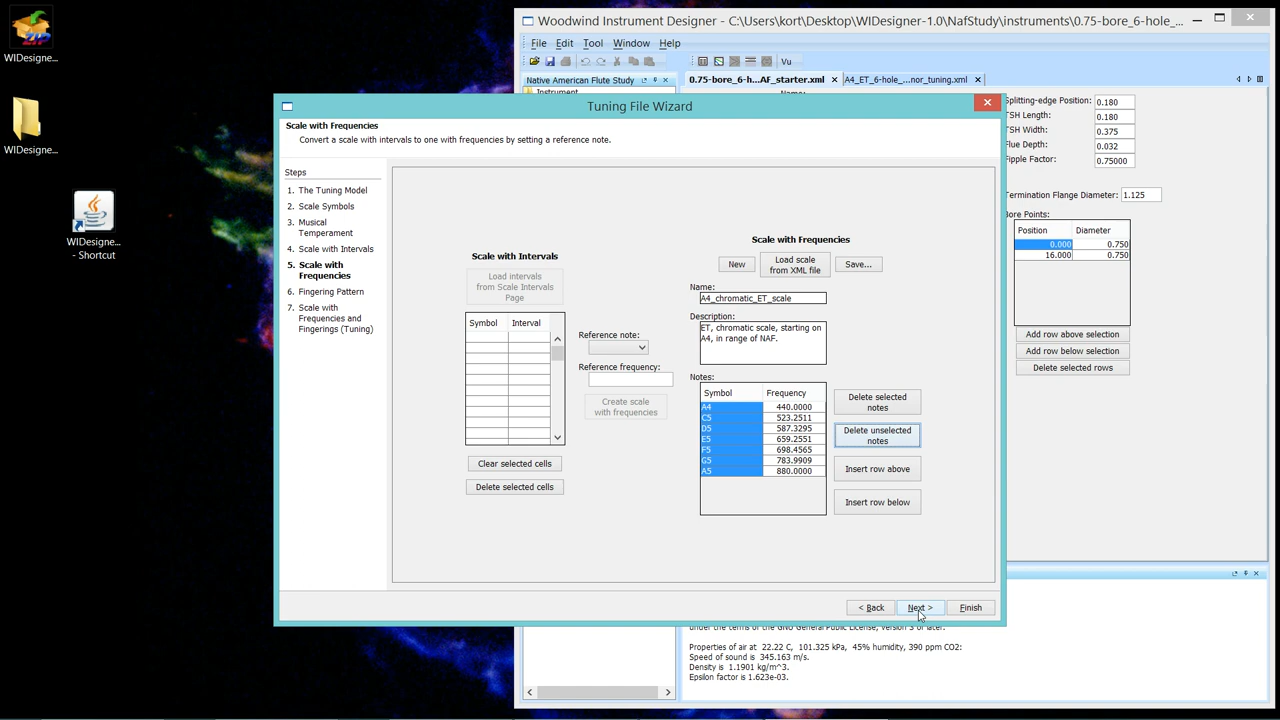 WIDesigne...
WIDesigne...
WIDesigne...
- Shortcut
Woodwind Instrument Designer - C:\Users\kort\Desktop\WIDesigner-1.0\NafStudy\instruments\0.75-bore_6-hole_...
File Edit Tool Window Help
Vu
Native American Flute Study
Instrument
0.75-bore_6-h...AF_starter.xml
A4_ET_6-hole_...nor_tuning.xml
Name:
Tuning File Wizard
Scale with Frequencies
Convert a scale with intervals to one with frequencies by setting a reference note.
Steps
1. The Tuning Model
2. Scale Symbols
3. Musical
Temperament
4. Scale with Intervals
5. Scale with
Frequencies
6. Fingering Pattern
7. Scale with
Frequencies and
Fingerings (Tuning)
Scale with Intervals
Load intervals
from Scale Intervals
Page
Symbol Interval
Clear selected cells
Delete selected cells
Reference note:
Reference frequency:
Create scale
with frequencies
Scale with Frequencies
New
Load scale
from XML file
Save...
Name:
A4_chromatic_ET_scale
Description:
ET, chromatic scale, starting on
A4, in range of NAF.
Notes:
Symbol Frequency
A4 440.0000
C5 523.2511
D5 587.3295
E5 659.2551
F5 698.4565
G5 783.9909
A5 880.0000
Delete selected
notes
Delete unselected
notes
Insert row above
Insert row below
< Back
Next >
Finish
Splitting-edge Position: 0.180
TSH Length: 0.180
TSH Width: 0.375
Flue Depth: 0.032
Fipple Factor: 0.75000
Termination Flange Diameter: 1.125
Bore Points:
Position Diameter
0.000 0.750
16.000 0.750
Add row above selection
Add row below selection
Delete selected rows
under the terms of the GNU General Public License, version 3 or later.
Properties of air at 22.22 C, 101.325 kPa, 45% humidity, 390 ppm CO2:
Speed of sound is 345.163 m/s.
Density is 1.1901 kg/m^3.
Epsilon factor is 1.623e-03.